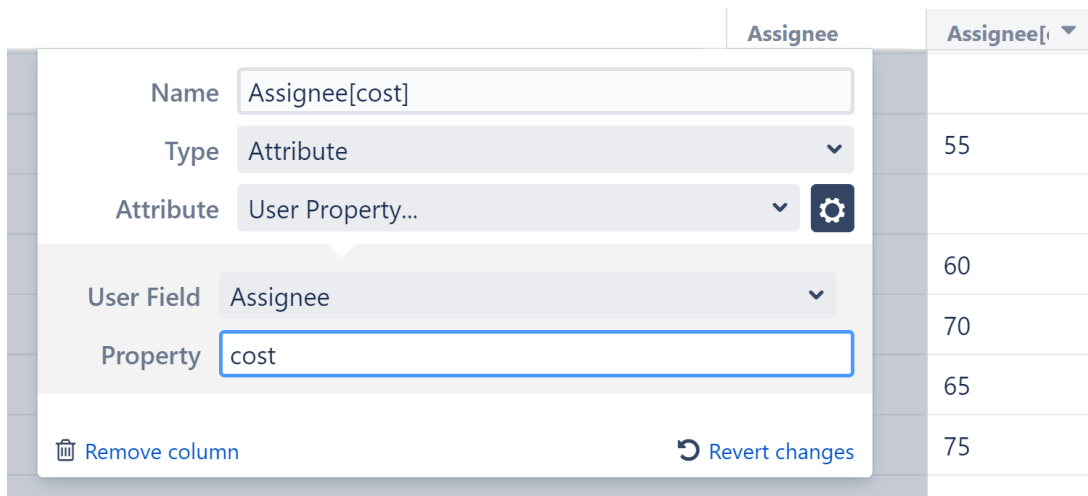 Assignee
Assignee[
Name Assignee[cost]
Type Attribute
55
Attribute User Property...
60
User Field Assignee
70
Property cost
65
Remove column Revert changes
75